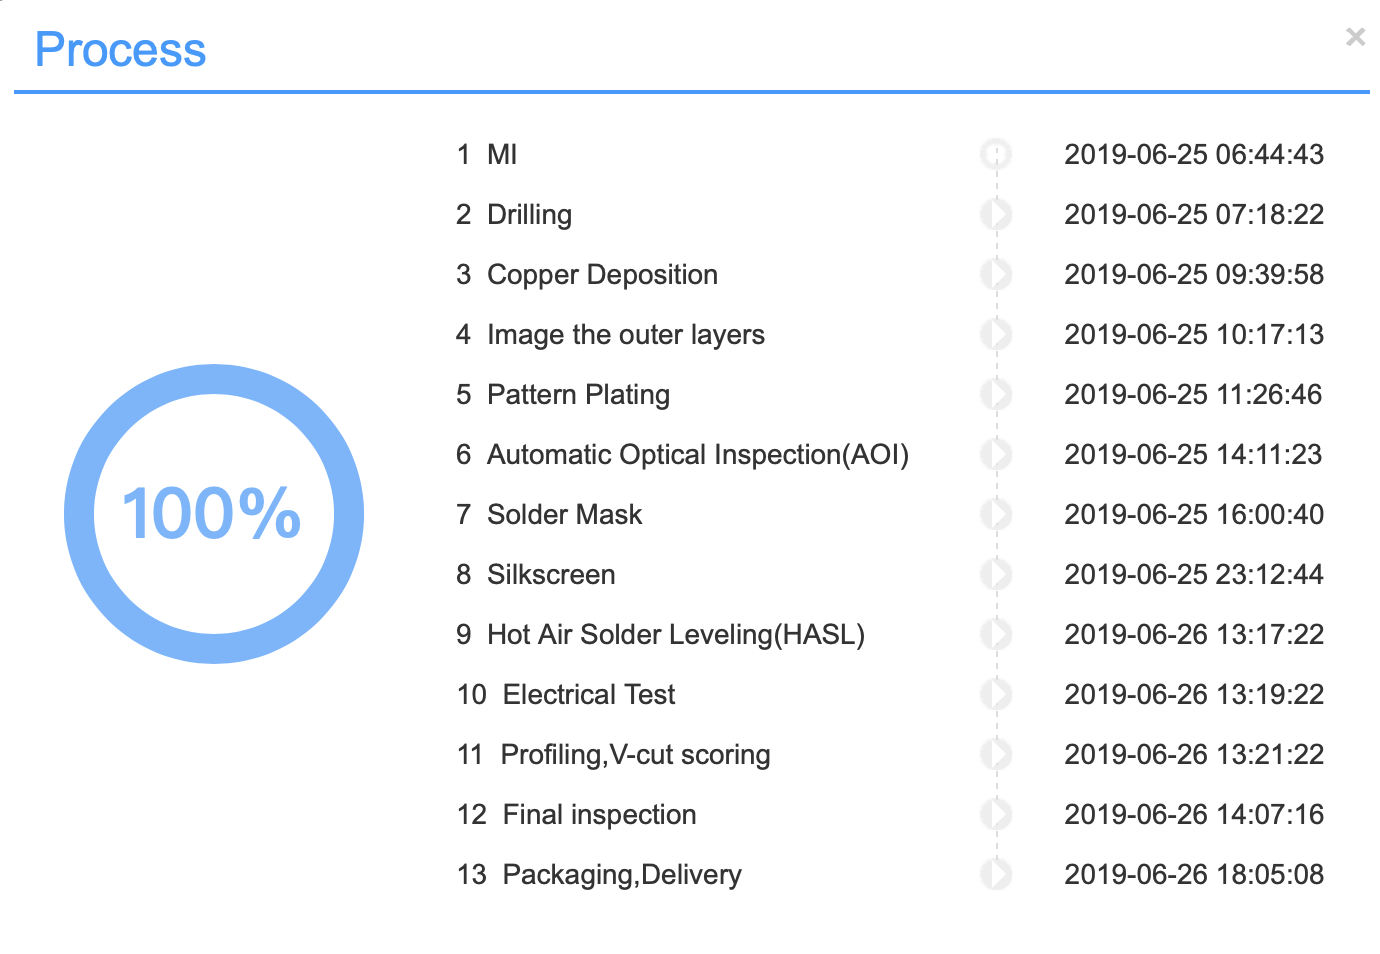 Process
×
1 MI 2019-06-25 06:44:43
2 Drilling 2019-06-25 07:18:22
3 Copper Deposition 2019-06-25 09:39:58
4 Image the outer layers 2019-06-25 10:17:13
5 Pattern Plating 2019-06-25 11:26:46
6 Automatic Optical Inspection(AOI) 2019-06-25 14:11:23
7 Solder Mask 2019-06-25 16:00:40
8 Silkscreen 2019-06-25 23:12:44
9 Hot Air Solder Leveling(HASL) 2019-06-26 13:17:22
10 Electrical Test 2019-06-26 13:19:22
11 Profiling,V-cut scoring 2019-06-26 13:21:22
12 Final inspection 2019-06-26 14:07:16
13 Packaging,Delivery 2019-06-26 18:05:08
100%